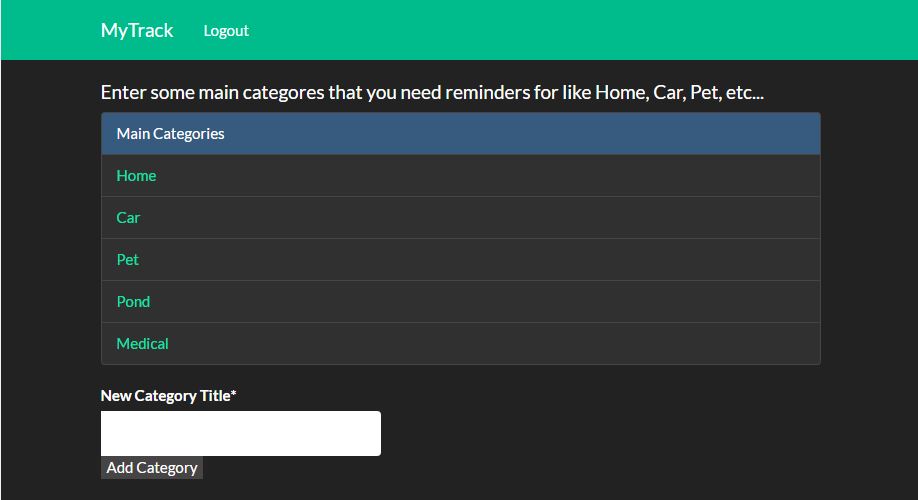 MyTrack Logout
Enter some main categores that you need reminders for like Home, Car, Pet, etc...
Main Categories
Home
Car
Pet
Pond
Medical
New Category Title*
Add Category